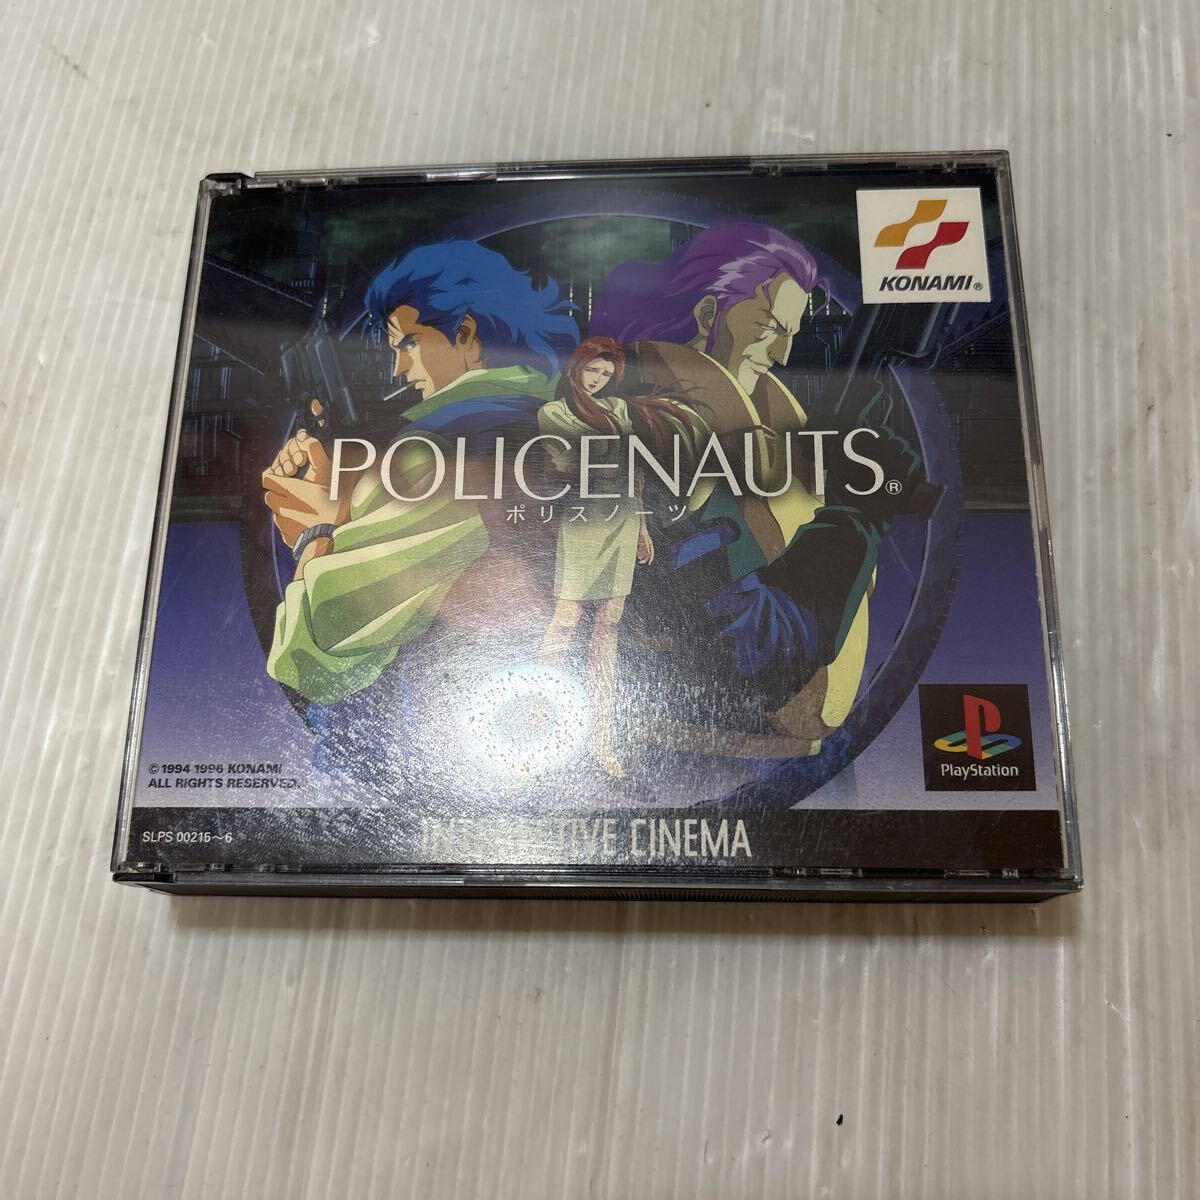 KONAMI®
POLICENAUTS®
ポリスノーツ
PlayStation
© 1994 1996 KONAMI
ALL RIGHTS RESERVED.
SLPS 00215～6
INTERACTIVE CINEMA